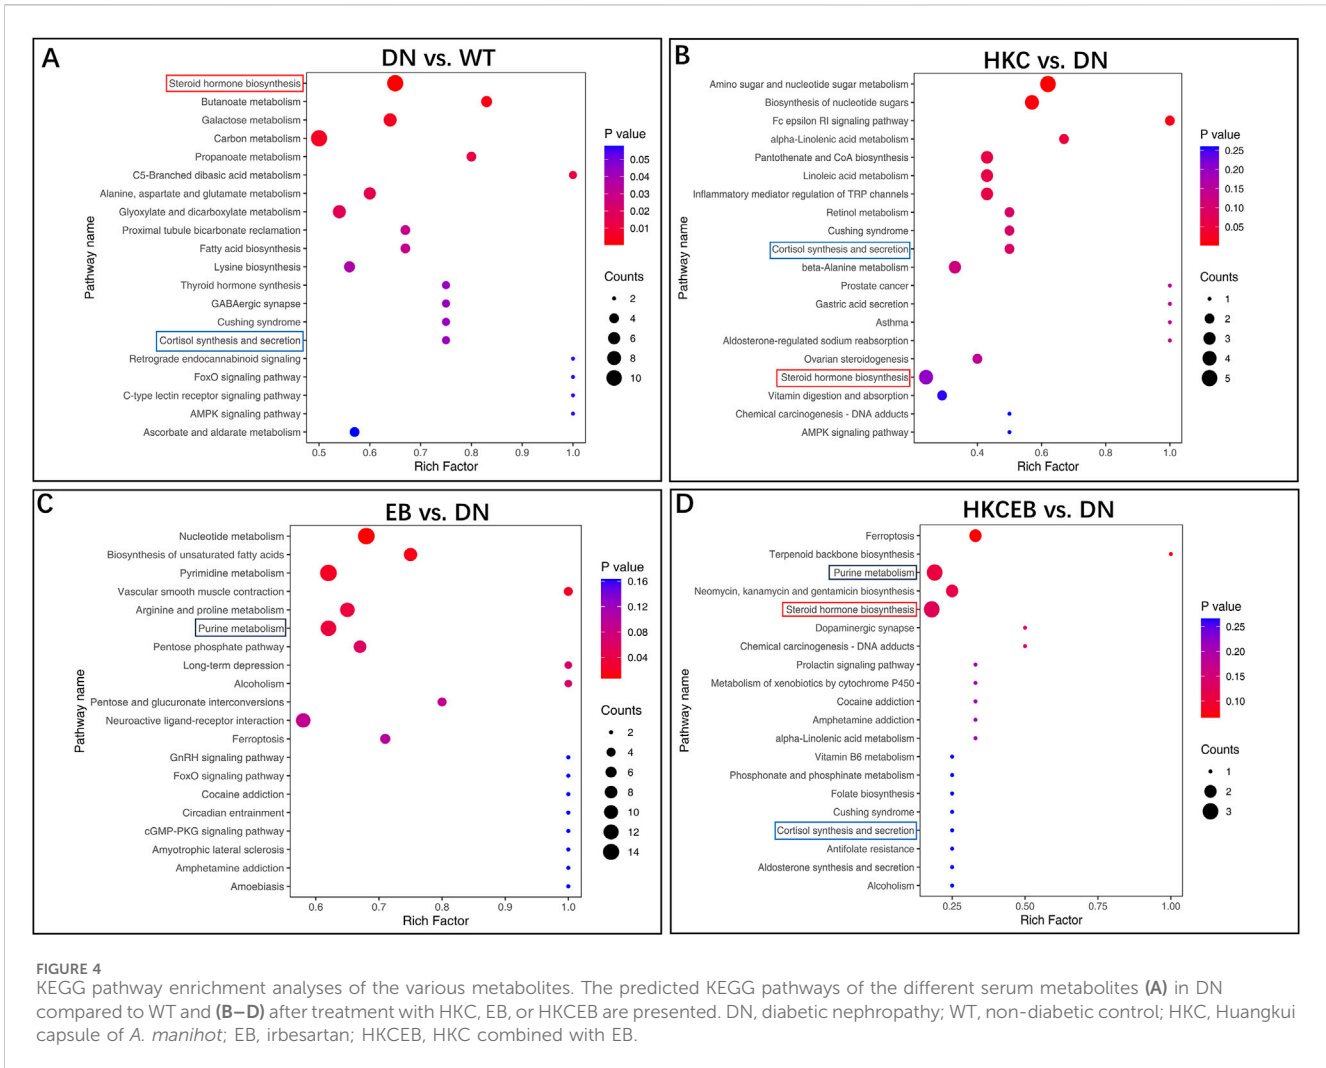 A
DN vs. WT
Steroid hormone biosynthesis
Butanoate metabolism
Galactose metabolism
Carbon metabolism
Propanoate metabolism
C5-Branched dibasic acid metabolism
Alanine, aspartate and glutamate metabolism
Glyoxylate and dicarboxylate metabolism
Proximal tubule bicarbonate reclamation
Fatty acid biosynthesis
Lysine biosynthesis
Thyroid hormone synthesis
GABAergic synapse
Cushing syndrome
Cortisol synthesis and secretion
Retrograde endocannabinoid signaling
FoxO signaling pathway
C-type lectin receptor signaling pathway
AMPK signaling pathway
Ascorbate and aldarate metabolism
Pathway name
0.5 0.6 0.7 0.8 0.9 1.0
Rich Factor
P value
0.05
0.04
0.03
0.02
0.01
Counts
2
4
6
8
10
B
HKC vs. DN
Amino sugar and nucleotide sugar metabolism
Biosynthesis of nucleotide sugars
Fc epsilon RI signaling pathway
alpha-Linolenic acid metabolism
Pantothenate and CoA biosynthesis
Linoleic acid metabolism
Inflammatory mediator regulation of TRP channels
Retinol metabolism
Cushing syndrome
Cortisol synthesis and secretion
beta-Alanine metabolism
Prostate cancer
Gastric acid secretion
Asthma
Aldosterone-regulated sodium reabsorption
Ovarian steroidogenesis
Steroid hormone biosynthesis
Vitamin digestion and absorption
Chemical carcinogenesis - DNA adducts
AMPK signaling pathway
Pathway name
0.4 0.6 0.8 1.0
Rich Factor
P value
0.25
0.20
0.15
0.10
0.05
Counts
1
2
3
4
5
C
EB vs. DN
Nucleotide metabolism
Biosynthesis of unsaturated fatty acids
Pyrimidine metabolism
Vascular smooth muscle contraction
Arginine and proline metabolism
Purine metabolism
Pentose phosphate pathway
Long-term depression
Alcoholism
Pentose and glucuronate interconversions
Neuroactive ligand-receptor interaction
Ferroptosis
GnRH signaling pathway
FoxO signaling pathway
Cocaine addiction
Circadian entrainment
cGMP-PKG signaling pathway
Amyotrophic lateral sclerosis
Amphetamine addiction
Amoebiasis
Pathway name
0.6 0.7 0.8 0.9 1.0
Rich Factor
P value
0.16
0.12
0.08
0.04
Counts
2
4
6
8
10
12
14
D
HKCEB vs. DN
Ferroptosis
Terpenoid backbone biosynthesis
Purine metabolism
Neomycin, kanamycin and gentamicin biosynthesis
Steroid hormone biosynthesis
Dopaminergic synapse
Chemical carcinogenesis - DNA adducts
Prolactin signaling pathway
Metabolism of xenobiotics by cytochrome P450
Cocaine addiction
Amphetamine addiction
alpha-Linolenic acid metabolism
Vitamin B6 metabolism
Phosphonate and phosphinate metabolism
Folate biosynthesis
Cushing syndrome
Cortisol synthesis and secretion
Antifolate resistance
Aldosterone synthesis and secretion
Alcoholism
Pathway name
0.25 0.50 0.75 1.00
Rich Factor
P value
0.25
0.20
0.15
0.10
Counts
1
2
3
FIGURE 4
KEGG pathway enrichment analyses of the various metabolites. The predicted KEGG pathways of the different serum metabolites (A) in DN
compared to WT and (B–D) after treatment with HKC, EB, or HKCEB are presented. DN, diabetic nephropathy; WT, non-diabetic control; HKC, Huangkui
capsule of A. manihot; EB, irbesartan; HKCEB, HKC combined with EB.